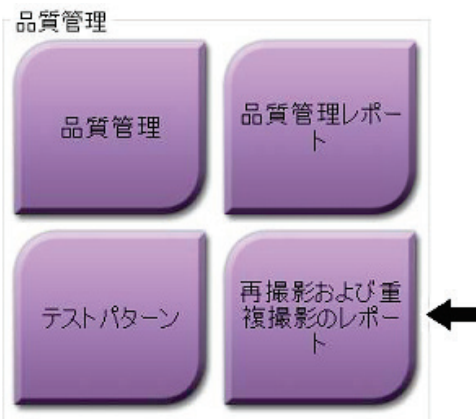 品質管理
品質管理
品質管理レポー
ト
テストパターン
再撮影および重
複撮影のレポー
ト